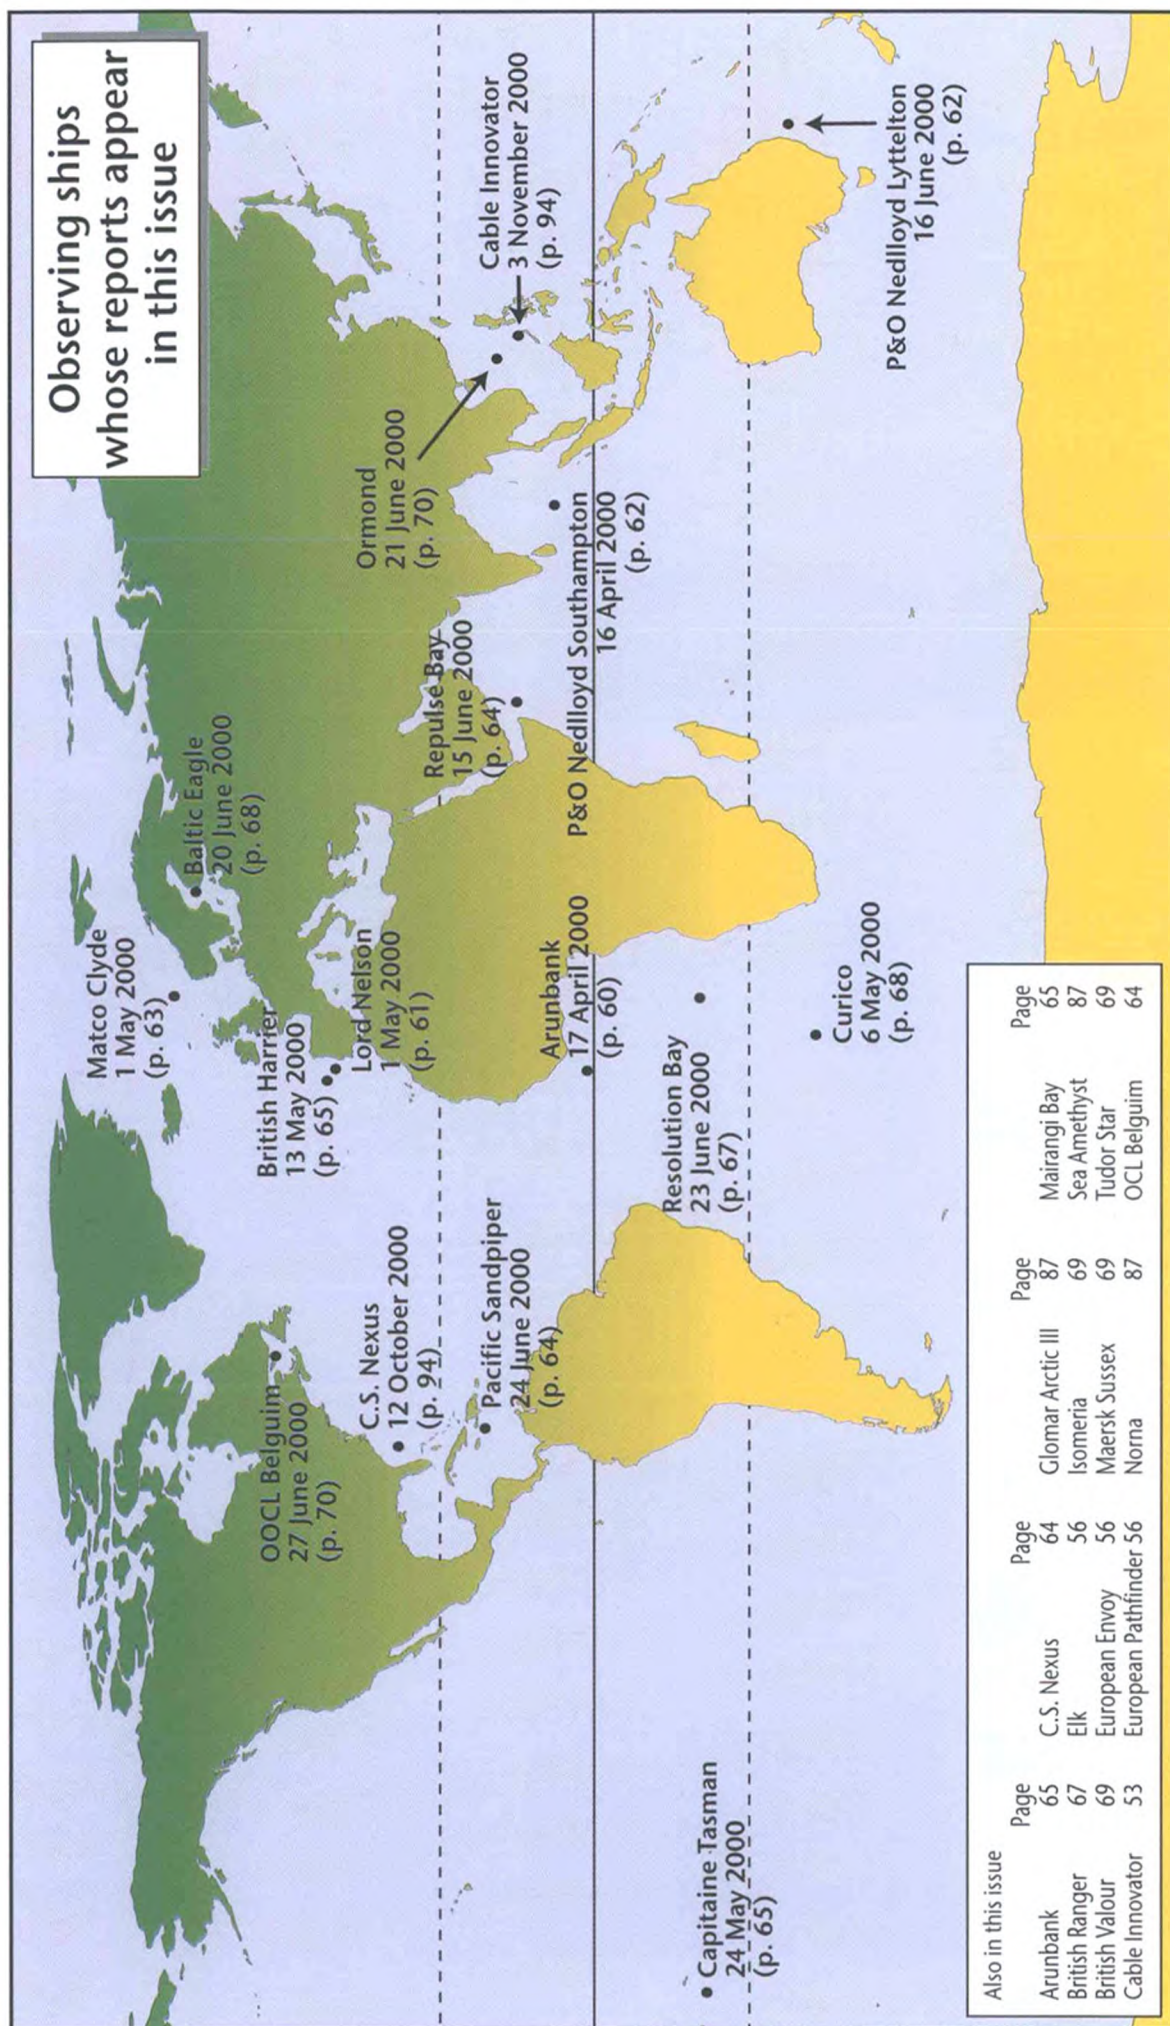 Observing ships
whose reports appear
in this issue
Matco Clyde
1 May 2000
(p. 63)
Baltic Eagle
20 June 2000
(p. 68)
British Harrier
13 May 2000
(p. 65)
Lord Nelson
1 May 2000
(p. 61)
OOCL Belguim
27 June 2000
(p. 70)
C.S. Nexus
12 October 2000
(p. 94)
Pacific Sandpiper
24 June 2000
(p. 64)
Repulse Bay
15 June 2000
(p. 64)
Ormond
21 June 2000
(p. 70)
Cable Innovator
3 November 2000
(p. 94)
Arunbank
17 April 2000
(p. 60)
P&O Nedlloyd Southampton
16 April 2000
(p. 62)
Resolution Bay
23 June 2000
(p. 67)
Capitaine Tasman
24 May 2000
(p. 65)
Curico
6 May 2000
(p. 68)
P&O Nedlloyd Lyttelton
16 June 2000
(p. 62)
Also in this issue
Page Page Page Page
Arunbank 65 C.S. Nexus 64 Glomar Arctic III 87 Mairangi Bay 65
British Ranger 67 Elk 56 Isomeria 69 Sea Amethyst 87
British Valour 69 European Envoy 56 Maersk Sussex 69 Tudor Star 69
Cable Innovator 53 European Pathfinder 56 Norna 87 OCL Belguim 64